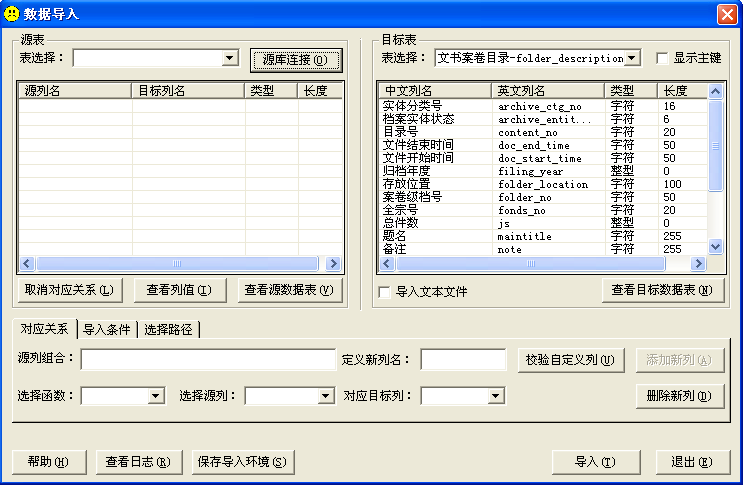 数据导入
源表
表选择：
源库连接(Q)
源列名 目标列名 类型 长度
取消对应关系(L) 查看列值(I) 查看源数据表(V)
目标表
表选择： 文书案卷目录-folder_description 显示主键
中文列名 英文列名 类型 长度
实体分类号 archive_ctg_no 字符 16
档案实体状态 archive_entit... 字符 6
目录号 content_no 字符 20
文件结束时间 doc_end_time 字符 50
文件开始时间 doc_start_time 字符 50
归档年度 filing_year 整型 0
存放位置 folder_location 字符 100
案卷级档号 folder_no 字符 50
全宗号 fonds_no 字符 20
总件数 js 整型 0
题名 maintitle 字符 255
备注 note 字符 255
导入文本文件 查看目标数据表(N)
对应关系 导入条件 选择路径
源列组合： 定义新列名： 校验自定义列(U) 添加新列(A)
选择函数： 选择源列： 对应目标列： 删除新列(D)
帮助(H) 查看日志(R) 保存导入环境(S) 导入(T) 退出(E)